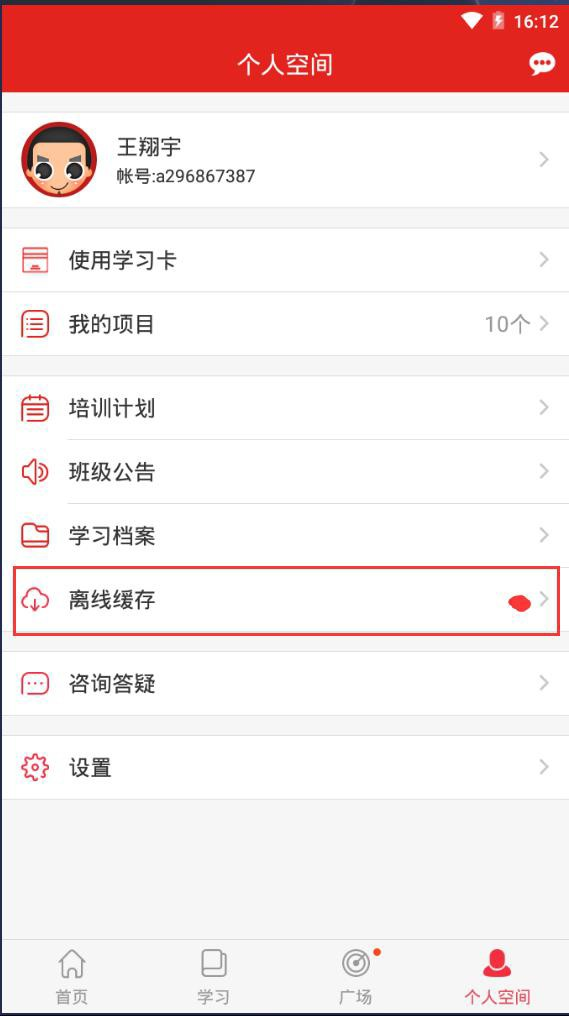 16:12
个人空间
王翔宇
帐号:a296867387
使用学习卡
我的项目 10个
培训计划
班级公告
学习档案
离线缓存
咨询答疑
设置
首页 学习 广场 个人空间